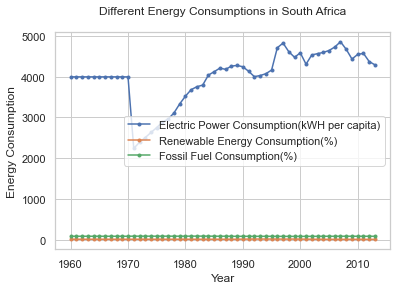 Different Energy Consumptions in South Africa
5000
4000
3000
2000
1000
0
Energy Consumption
Electric Power Consumption(kWH per capita)
Renewable Energy Consumption(%)
Fossil Fuel Consumption(%)
1960 1970 1980 1990 2000 2010
Year